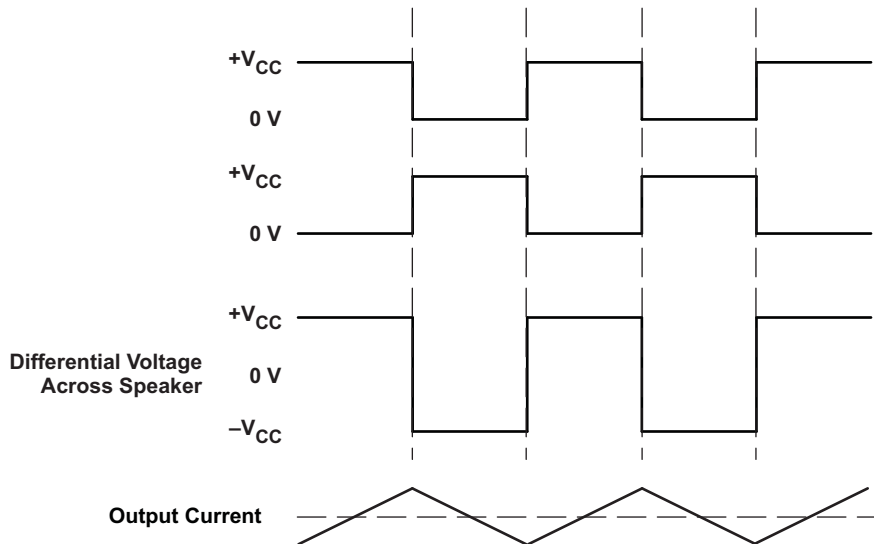 +VCC
0 V
+VCC
0 V
+VCC
Differential Voltage
Across Speaker
0 V
–VCC
Output Current